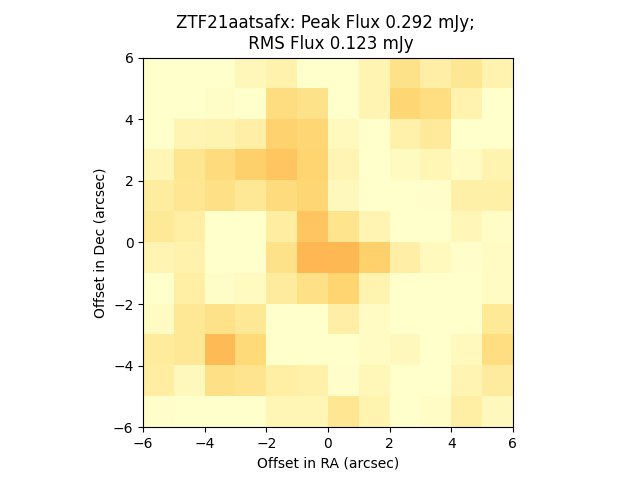 ZTF21aatsafx: Peak Flux 0.292 mJy;
RMS Flux 0.123 mJy
6
4
2
0
−2
−4
−6
Offset in Dec (arcsec)
−6 −4 −2 0 2 4 6
Offset in RA (arcsec)